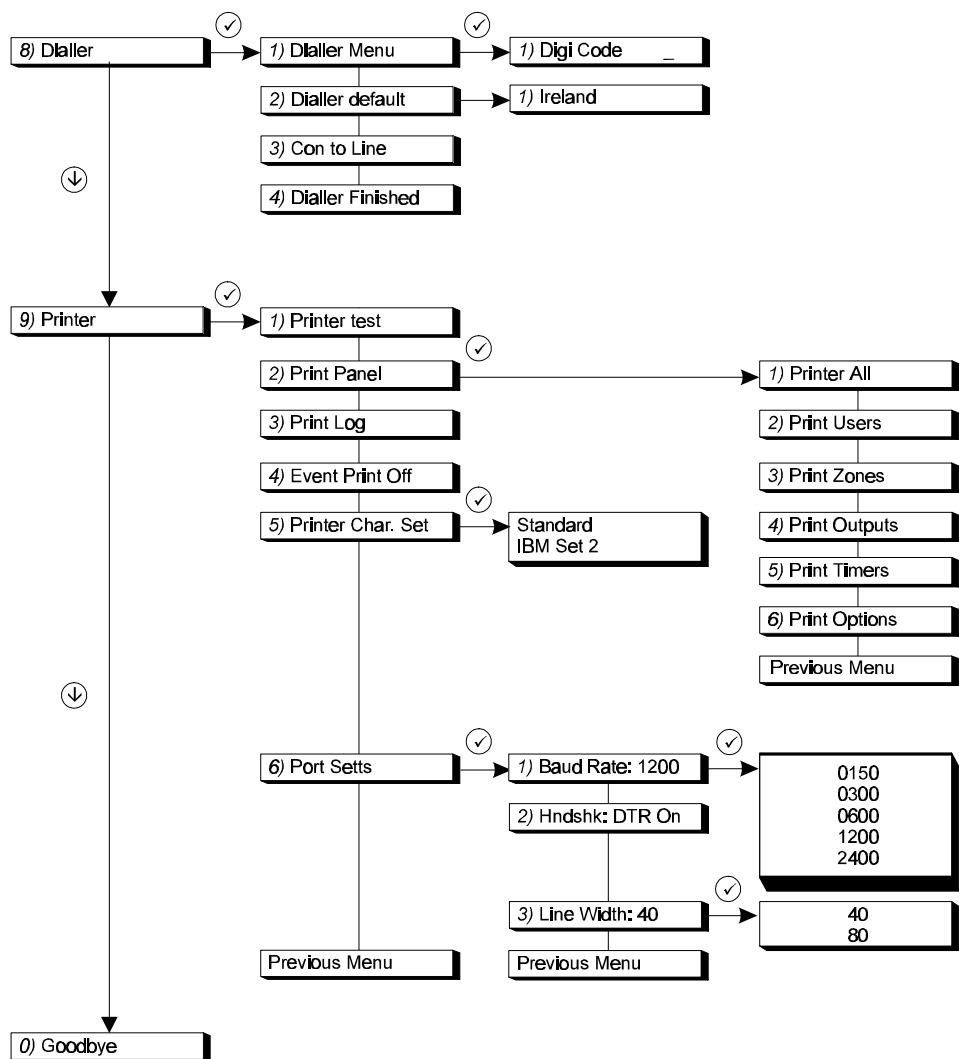 8) Dialler
1) Dialler Menu
1) Digi Code _
2) Dialler default
1) Ireland
3) Con to Line
4) Dialler Finished
9) Printer
1) Printer test
2) Print Panel
1) Printer All
2) Print Users
3) Print Log
3) Print Zones
4) Event Print Off
5) Printer Char. Set
Standard
IBM Set 2
4) Print Outputs
5) Print Timers
6) Print Options
Previous Menu
6) Port Setts
1) Baud Rate: 1200
0150
0300
0600
1200
2400
2) Hndshk: DTR On
3) Line Width: 40
40
80
Previous Menu
Previous Menu
0) Goodbye